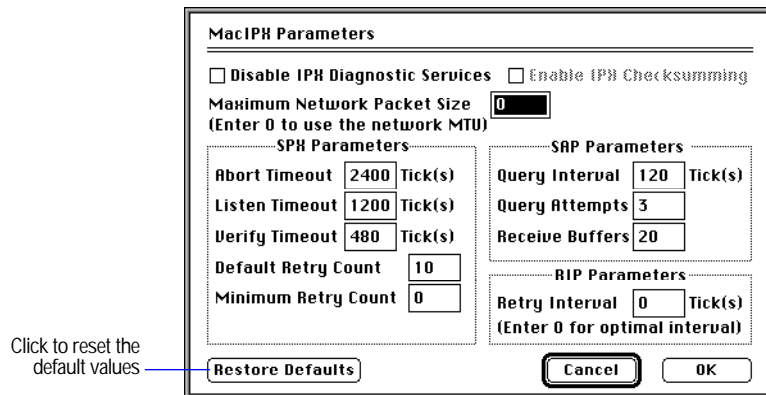 MacIPX Parameters
Disable IPX Diagnostic Services
Enable IPX Checksumming
Maximum Network Packet Size 0
(Enter 0 to use the network MTU)
SPX Parameters
Abort Timeout 2400 Tick(s)
Listen Timeout 1200 Tick(s)
Verify Timeout 480 Tick(s)
Default Retry Count 10
Minimum Retry Count 0
SAP Parameters
Query Interval 120 Tick(s)
Query Attempts 3
Receive Buffers 20
RIP Parameters
Retry Interval 0 Tick(s)
(Enter 0 for optimal interval)
Click to reset the
default values
Restore Defaults
Cancel
OK